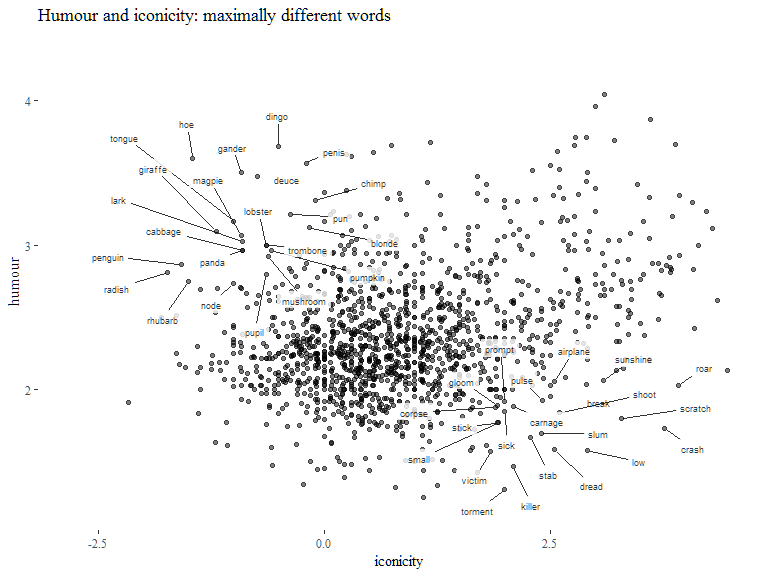 Humour and iconicity: maximally different words
4
dingo
hoe
tongue
gander
penis
giraffe
magpie
deuce
chimp
lark
lobster
pun
cabbage
blonde
3
trombone
penguin
panda
pumpkin
radish
mushroom
node
rhubarb
pupil
humour
prompt
airplane
sunshine
roar
gloom
pulse
2
shoot
break
scratch
corpse
carnage
stick
slum
sick
crash
small
low
stab
victim
dread
killer
torment
-2.5
0.0
2.5
iconicity